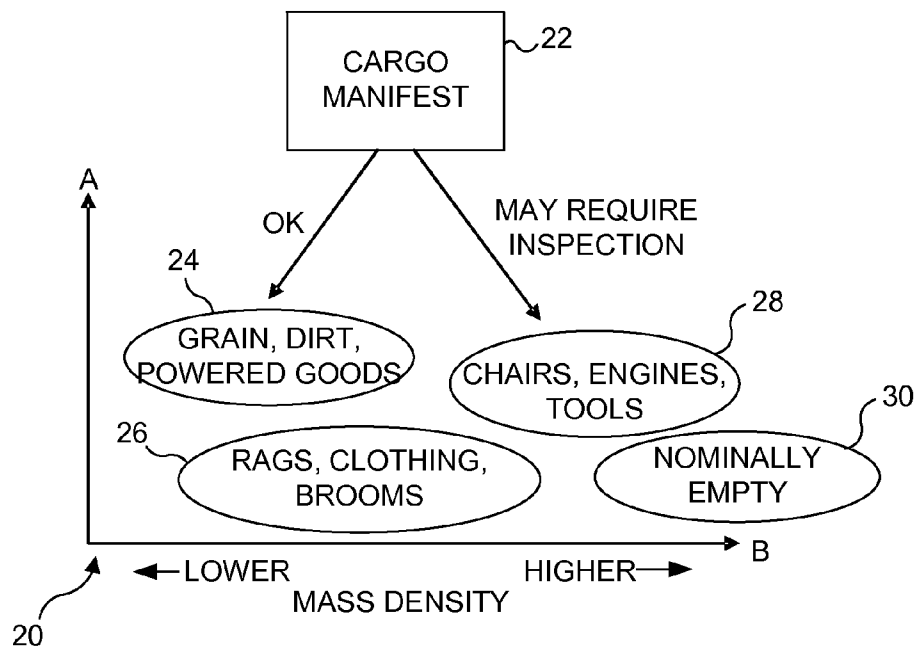 CARGO
MANIFEST
22
A
OK
MAY REQUIRE
INSPECTION
24
GRAIN, DIRT,
POWERED GOODS
28
CHAIRS, ENGINES,
TOOLS
26
RAGS, CLOTHING,
BROOMS
30
NOMINALLY
EMPTY
B
LOWER
HIGHER
MASS DENSITY
20